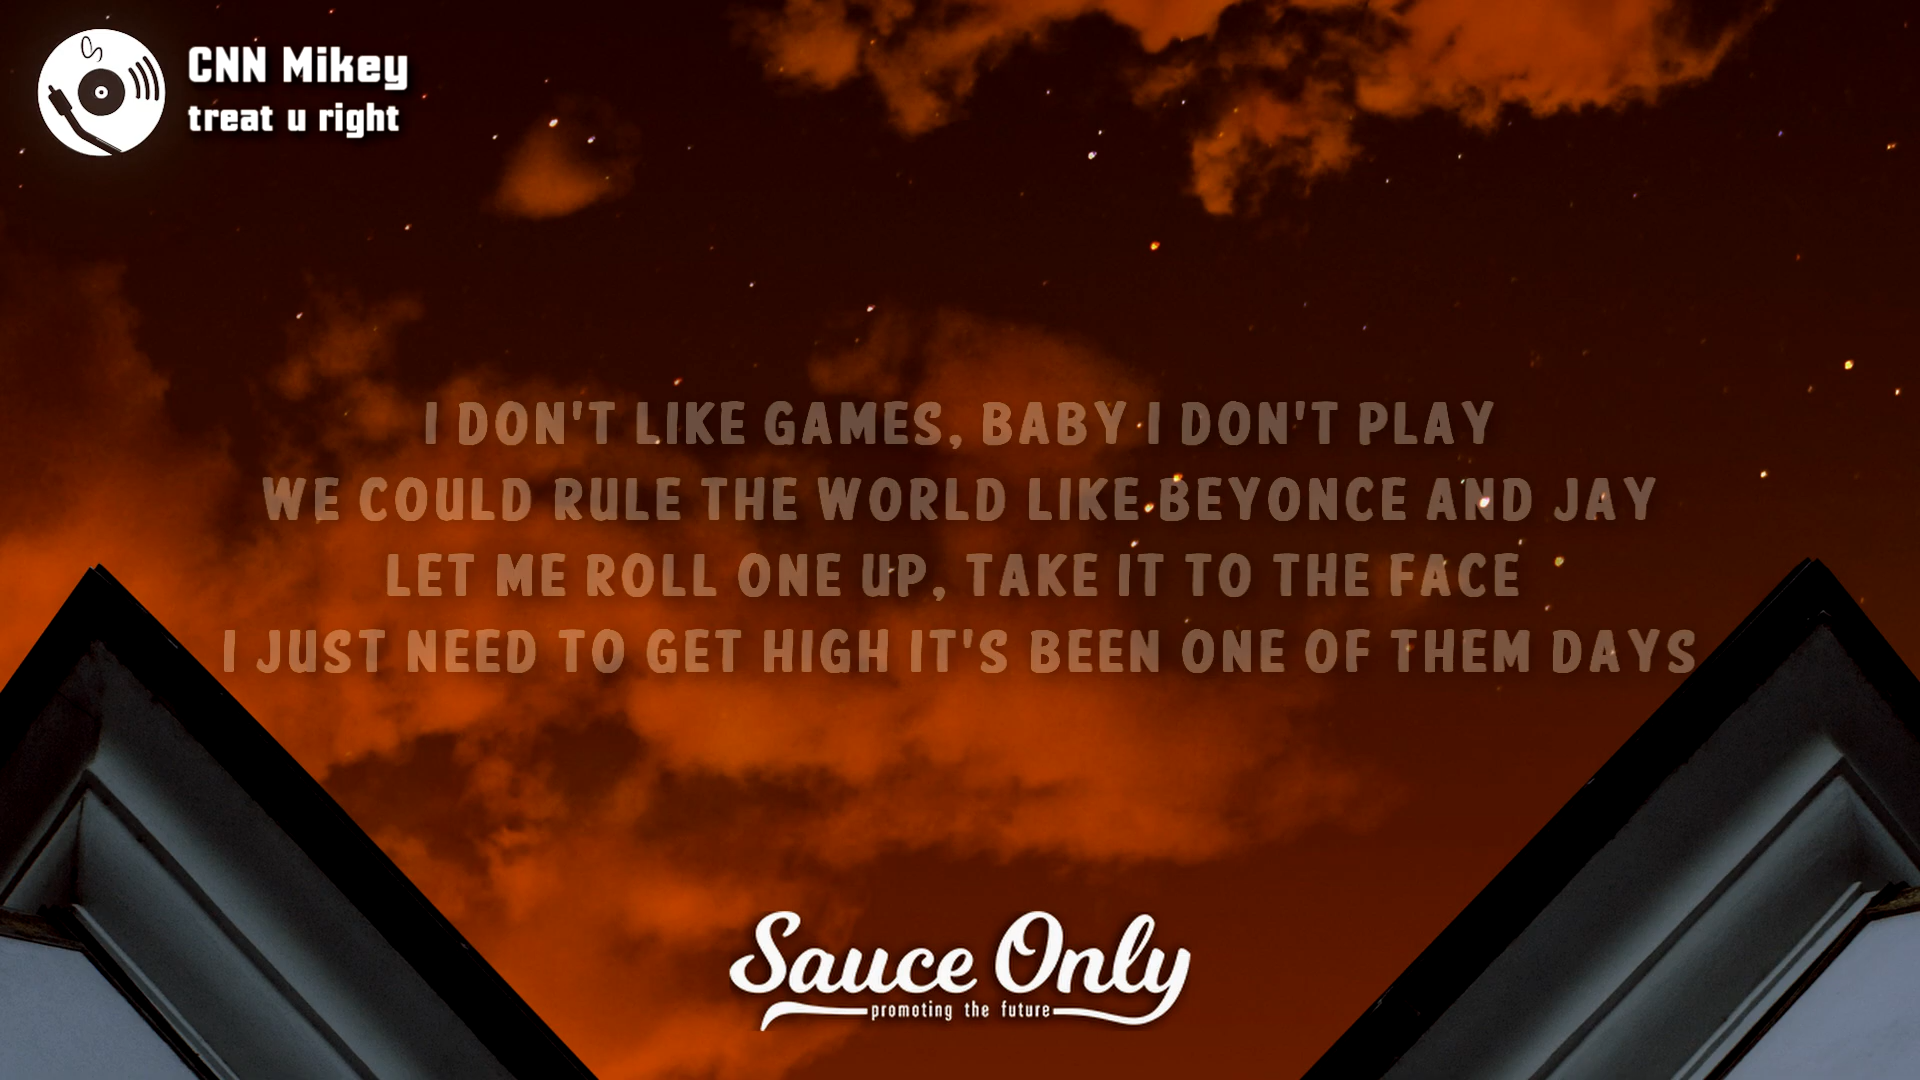 CNN Mikey
treat u right
I DON'T LIKE GAMES, BABY I DON'T PLAY
WE COULD RULE THE WORLD LIKE BEYONCE AND JAY
LET ME ROLL ONE UP, TAKE IT TO THE FACE
I JUST NEED TO GET HIGH IT'S BEEN ONE OF THEM DAYS
Sauce Only
promoting the future